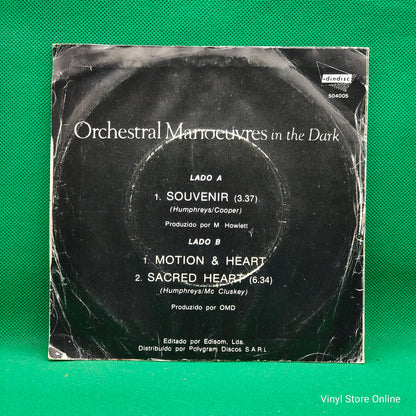 dindisc
504005
Orchestral Manoeuvres in the Dark
LADO A
1. SOUVENIR (3.37)
(Humphreys/Cooper)
Produzido por M. Howlett
LADO B
1. MOTION & HEART
2. SACRED HEART (6.34)
(Humphreys/Mc Cluskey)
Produzido por OMD
Editado por Edisom, Lda.
Distribuido por Polygram Discos S.A.R.L.
Vinyl Store Online